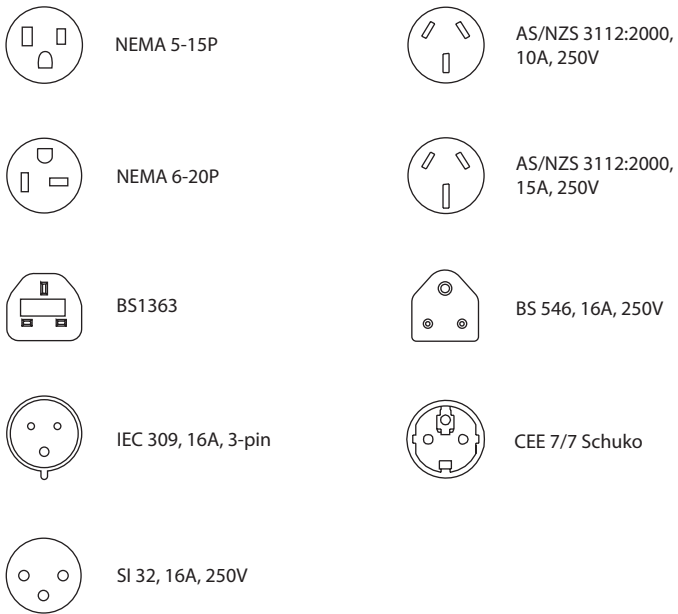 NEMA 5-15P
NEMA 6-20P
BS1363
IEC 309, 16A, 3-pin
SI 32, 16A, 250V
AS/NZS 3112:2000,
10A, 250V
AS/NZS 3112:2000,
15A, 250V
BS 546, 16A, 250V
CEE 7/7 Schuko